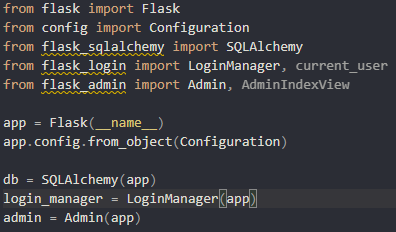 from flask import Flask
from config import Configuration
from flask_sqlalchemy import SQLAlchemy
from flask_login import LoginManager, current_user
from flask_admin import Admin, AdminIndexView
app = Flask(__name__)
app.config.from_object(Configuration)
db = SQLAlchemy(app)
login_manager = LoginManager(app)
admin = Admin(app)